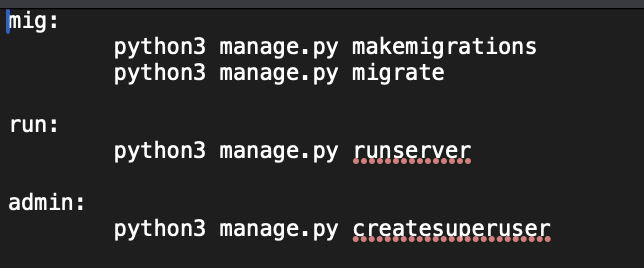 mig:
python3 manage.py makemigrations
python3 manage.py migrate
run:
python3 manage.py runserver
admin:
python3 manage.py createsuperuser